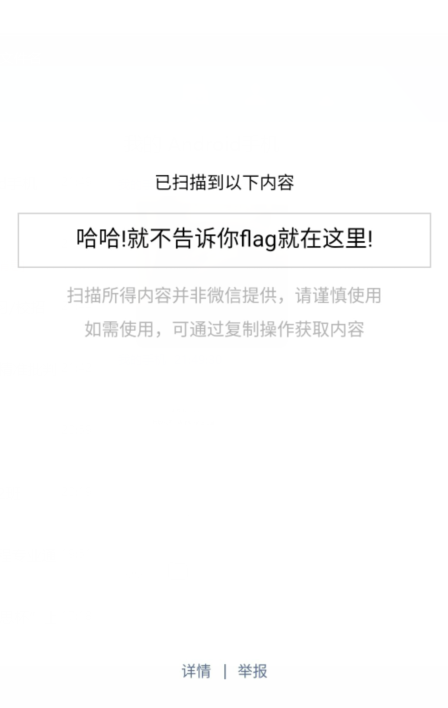 已扫描到以下内容
哈哈!就不告诉你flag就在这里!
扫描所得内容并非微信提供，请谨慎使用
如需使用，可通过复制操作获取内容
详情 | 举报